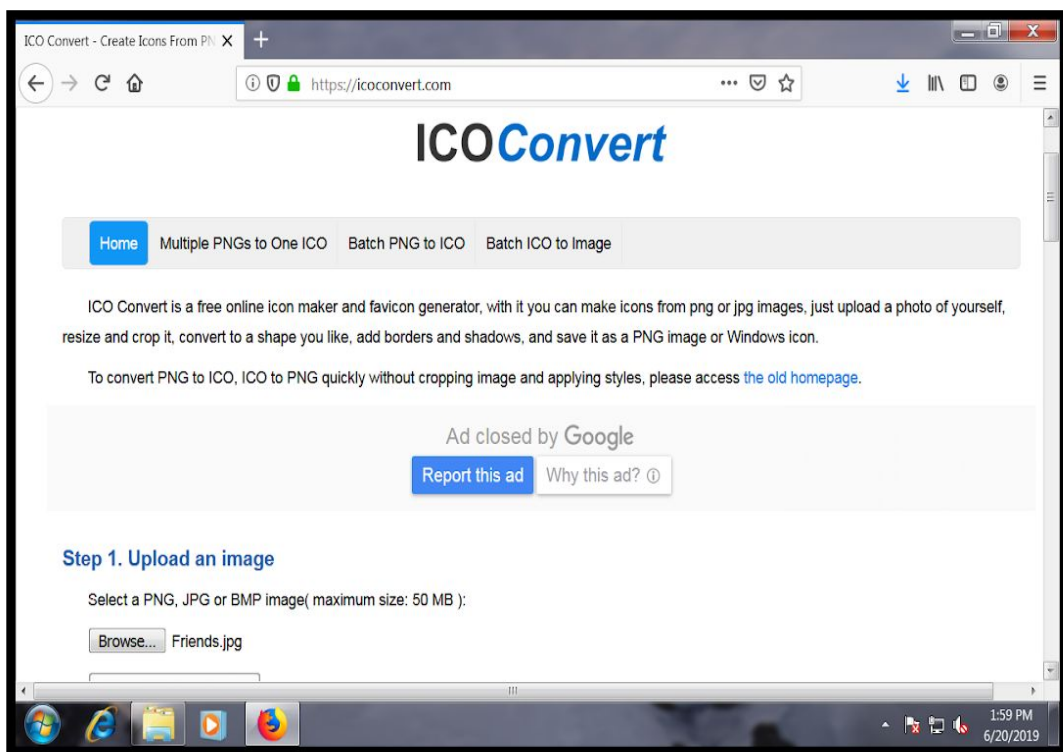 ICO Convert - Create Icons From PN
https://icoconvert.com
ICOConvert
Home Multiple PNGs to One ICO Batch PNG to ICO Batch ICO to Image
ICO Convert is a free online icon maker and favicon generator, with it you can make icons from png or jpg images, just upload a photo of yourself,
resize and crop it, convert to a shape you like, add borders and shadows, and save it as a PNG image or Windows icon.
To convert PNG to ICO, ICO to PNG quickly without cropping image and applying styles, please access the old homepage.
Ad closed by Google
Report this ad Why this ad?
Step 1. Upload an image
Select a PNG, JPG or BMP image( maximum size: 50 MB ):
Browse... Friends.jpg
1:59 PM
6/20/2019